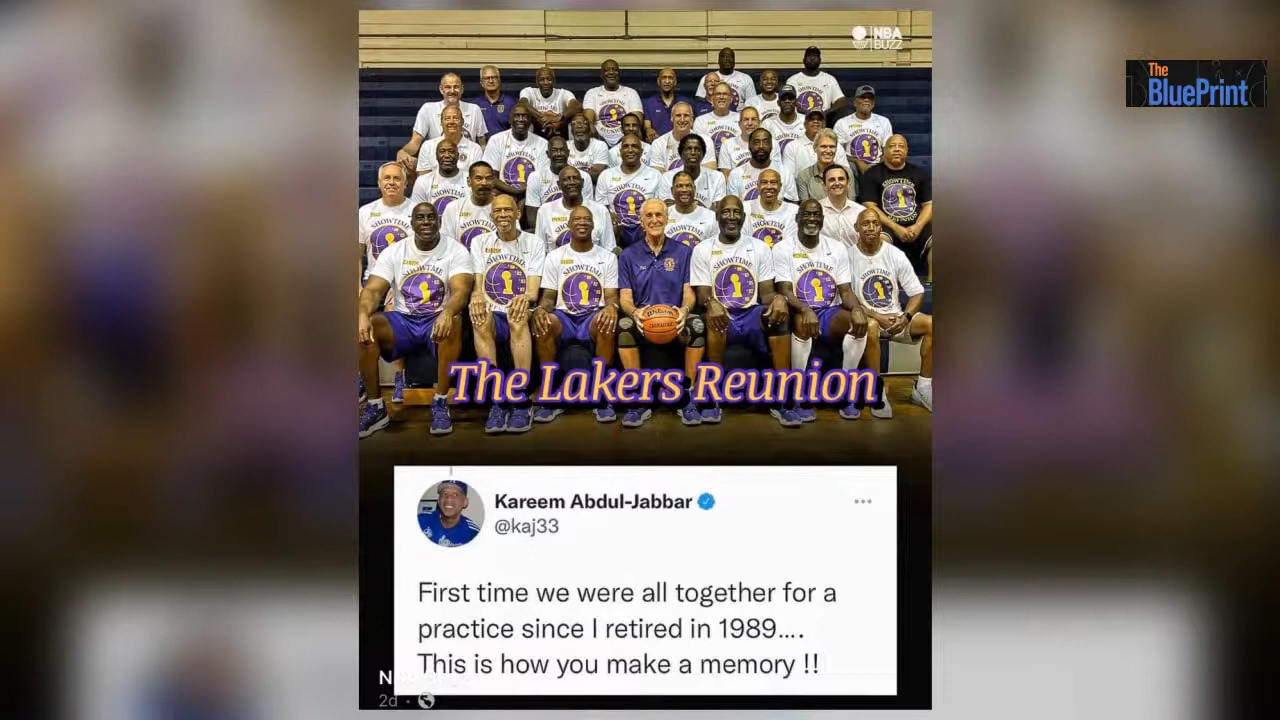 NBA
BUZZ
The
BluePrint
SHOWTIME
The Lakers Reunion
Kareem Abdul-Jabbar
@kaj33
First time we were all together for a
practice since I retired in 1989....
This is how you make a memory !!
2d